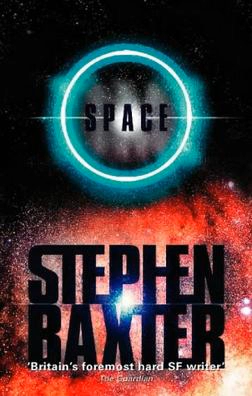 SPACE
STEPHEN
BAXTER
'Britain's foremost hard SF writer'
The Guardian